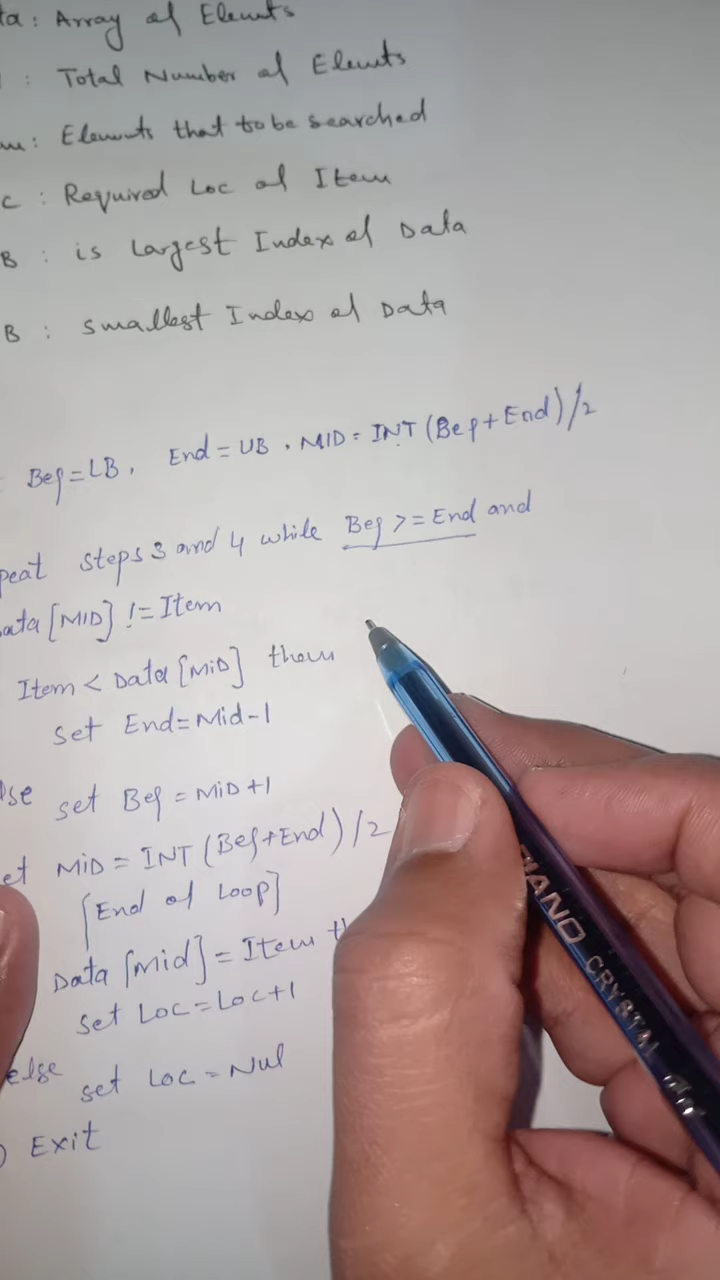 ta: Array of Elemts
: Total Number of Elemts
m: Elements that to be searched
c : Required Loc of Item
B : is Largest Index of Data
B : smallest Index of Data
Beg=LB, End=UB, MID=INT(Beg+End)/2
peat steps 3 and 4 while Beg >= End and
ata[MID] != Item
Item < Data[MID] then
set End=Mid-1
lse set Beg=MID+1
et MID=INT(Beg+End)/2
[End of Loop]
Data[mid]=Item th
set Loc=Loc+1
else
set Loc=Nul
) Exit
CRYSTAL